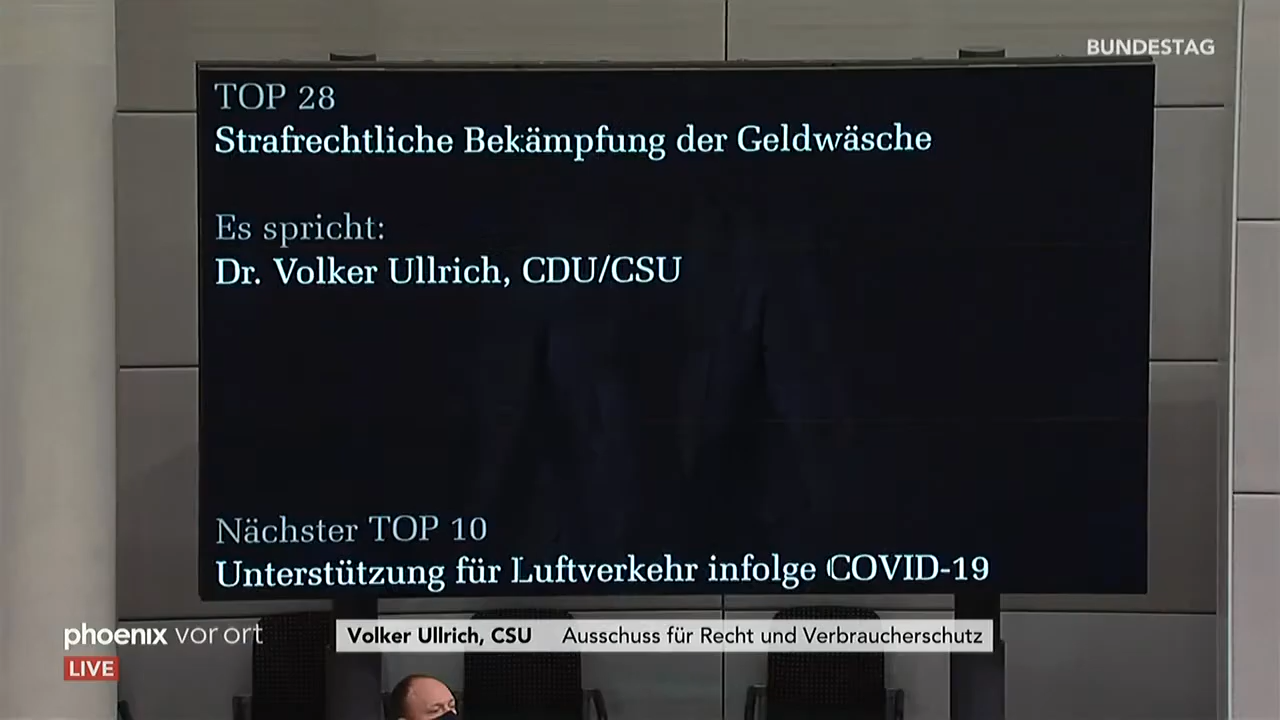 BUNDESTAG
TOP 28
Strafrechtliche Bekämpfung der Geldwäsche
Es spricht:
Dr. Volker Ullrich, CDU/CSU
Nächster TOP 10
Unterstützung für Luftverkehr infolge COVID-19
phoenix vor ort
LIVE
Volker Ullrich, CSU Ausschuss für Recht und Verbraucherschutz